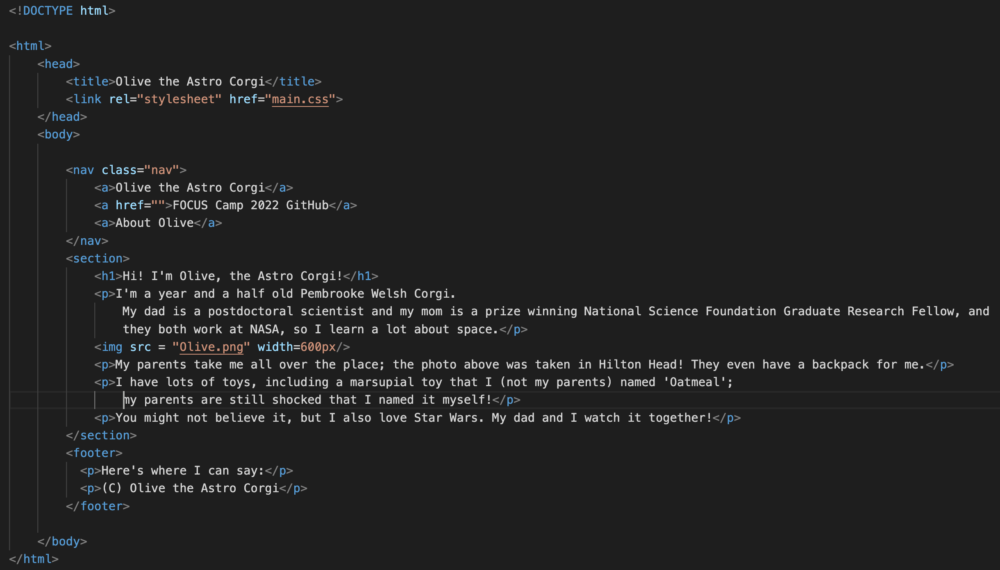 <!DOCTYPE html>
<html>
<head>
<title>Olive the Astro Corgi</title>
<link rel="stylesheet" href="main.css">
</head>
<body>
<nav class="nav">
<a>Olive the Astro Corgi</a>
<a href="">FOCUS Camp 2022 GitHub</a>
<a>About Olive</a>
</nav>
<section>
<h1>Hi! I'm Olive, the Astro Corgi!</h1>
<p>I'm a year and a half old Pembrooke Welsh Corgi.
My dad is a postdoctoral scientist and my mom is a prize winning National Science Foundation Graduate Research Fellow, and
they both work at NASA, so I learn a lot about space.</p>
<img src = "Olive.png" width=600px/>
<p>My parents take me all over the place; the photo above was taken in Hilton Head! They even have a backpack for me.</p>
<p>I have lots of toys, including a marsupial toy that I (not my parents) named 'Oatmeal';
my parents are still shocked that I named it myself!</p>
<p>You might not believe it, but I also love Star Wars. My dad and I watch it together!</p>
</section>
<footer>
<p>Here's where I can say:</p>
<p>(C) Olive the Astro Corgi</p>
</footer>
</body>
</html>